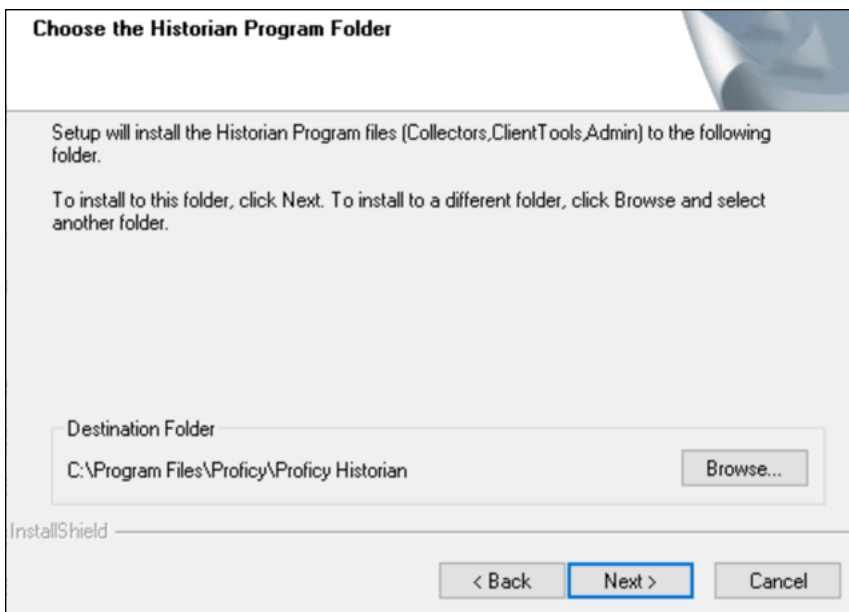 Choose the Historian Program Folder
Setup will install the Historian Program files (Collectors,ClientTools,Admin) to the following
folder.
To install to this folder, click Next. To install to a different folder, click Browse and select
another folder.
Destination Folder
C:\Program Files\Proficy\Proficy Historian
Browse...
InstallShield
< Back
Next >
Cancel